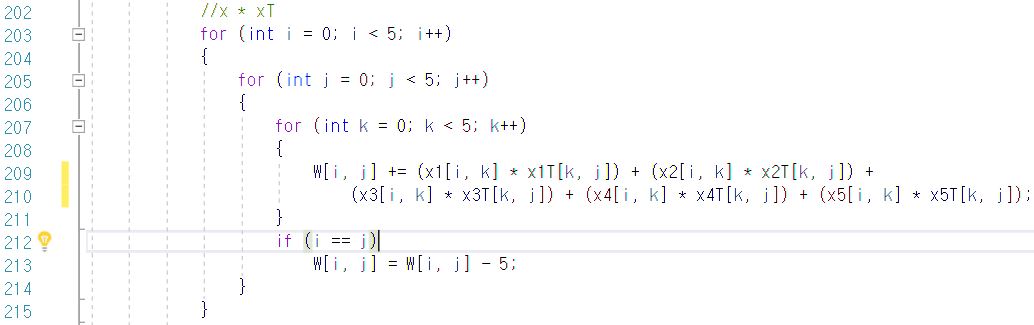 202 //x * xT
203 for (int i = 0; i < 5; i++)
204 {
205 for (int j = 0; j < 5; j++)
206 {
207 for (int k = 0; k < 5; k++)
208 {
209 W[i, j] += (x1[i, k] * x1T[k, j]) + (x2[i, k] * x2T[k, j]) +
210 (x3[i, k] * x3T[k, j]) + (x4[i, k] * x4T[k, j]) + (x5[i, k] * x5T[k, j]);
211 }
212 if (i == j)
213 W[i, j] = W[i, j] - 5;
214 }
215 }